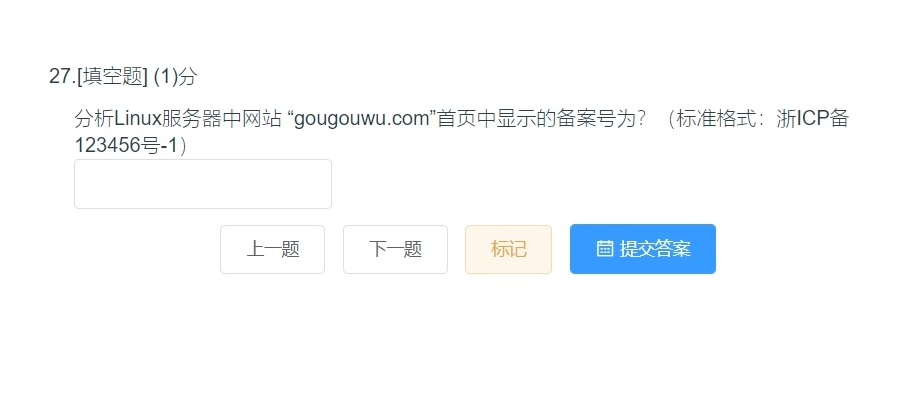 27.[填空题] (1)分
分析Linux服务器中网站 “gougouwu.com”首页中显示的备案号为？（标准格式：浙ICP备
123456号-1）
上一题 下一题 标记 提交答案